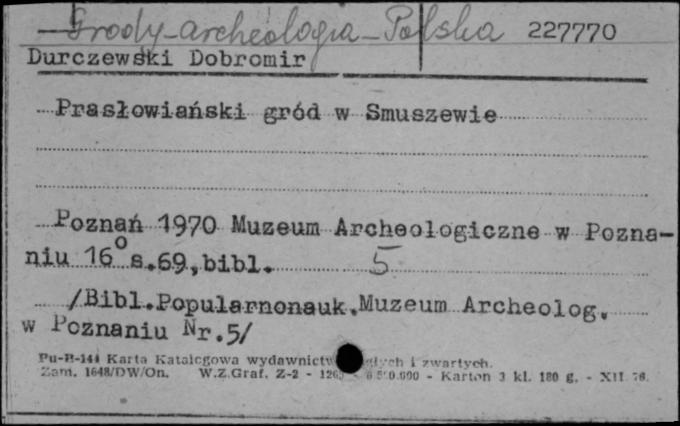 Grody-archeologia-Polska 227770
Durczewski Dobromir
Prasłowiański gród w Smuszewie
Poznań 1970 Muzeum Archeologiczne w Pozna-
niu 16° s.69,bibl. 5
/Bibl.Popularnonauk.Muzeum Archeolog.
w Poznaniu Nr.5/
Pu-B-141 Karta Katalogowa wydawnictw i zwartych.
Zam. 1648/DW/On. W.Z.Graf. Z-2 - Karton 3 kl. 180 g. - XII 76.